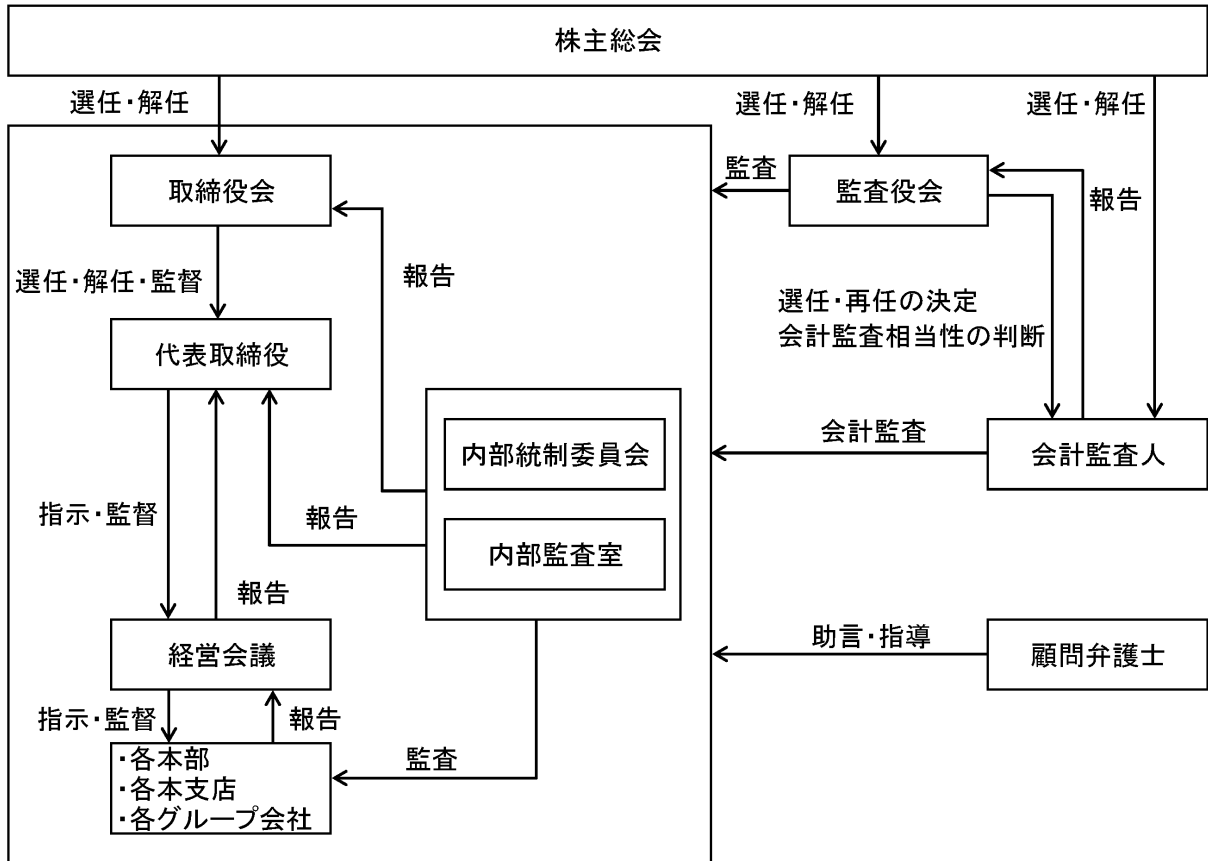 株主総会
選任・解任
選任・解任
選任・解任
取締役会
監査
監査役会
報告
選任・解任・監督
報告
選任・再任の決定
会計監査相当性の判断
代表取締役
内部統制委員会
会計監査
会計監査人
指示・監督
報告
内部監査室
報告
経営会議
助言・指導
顧問弁護士
指示・監督
報告
・各本部
・各本支店
・各グループ会社
監査